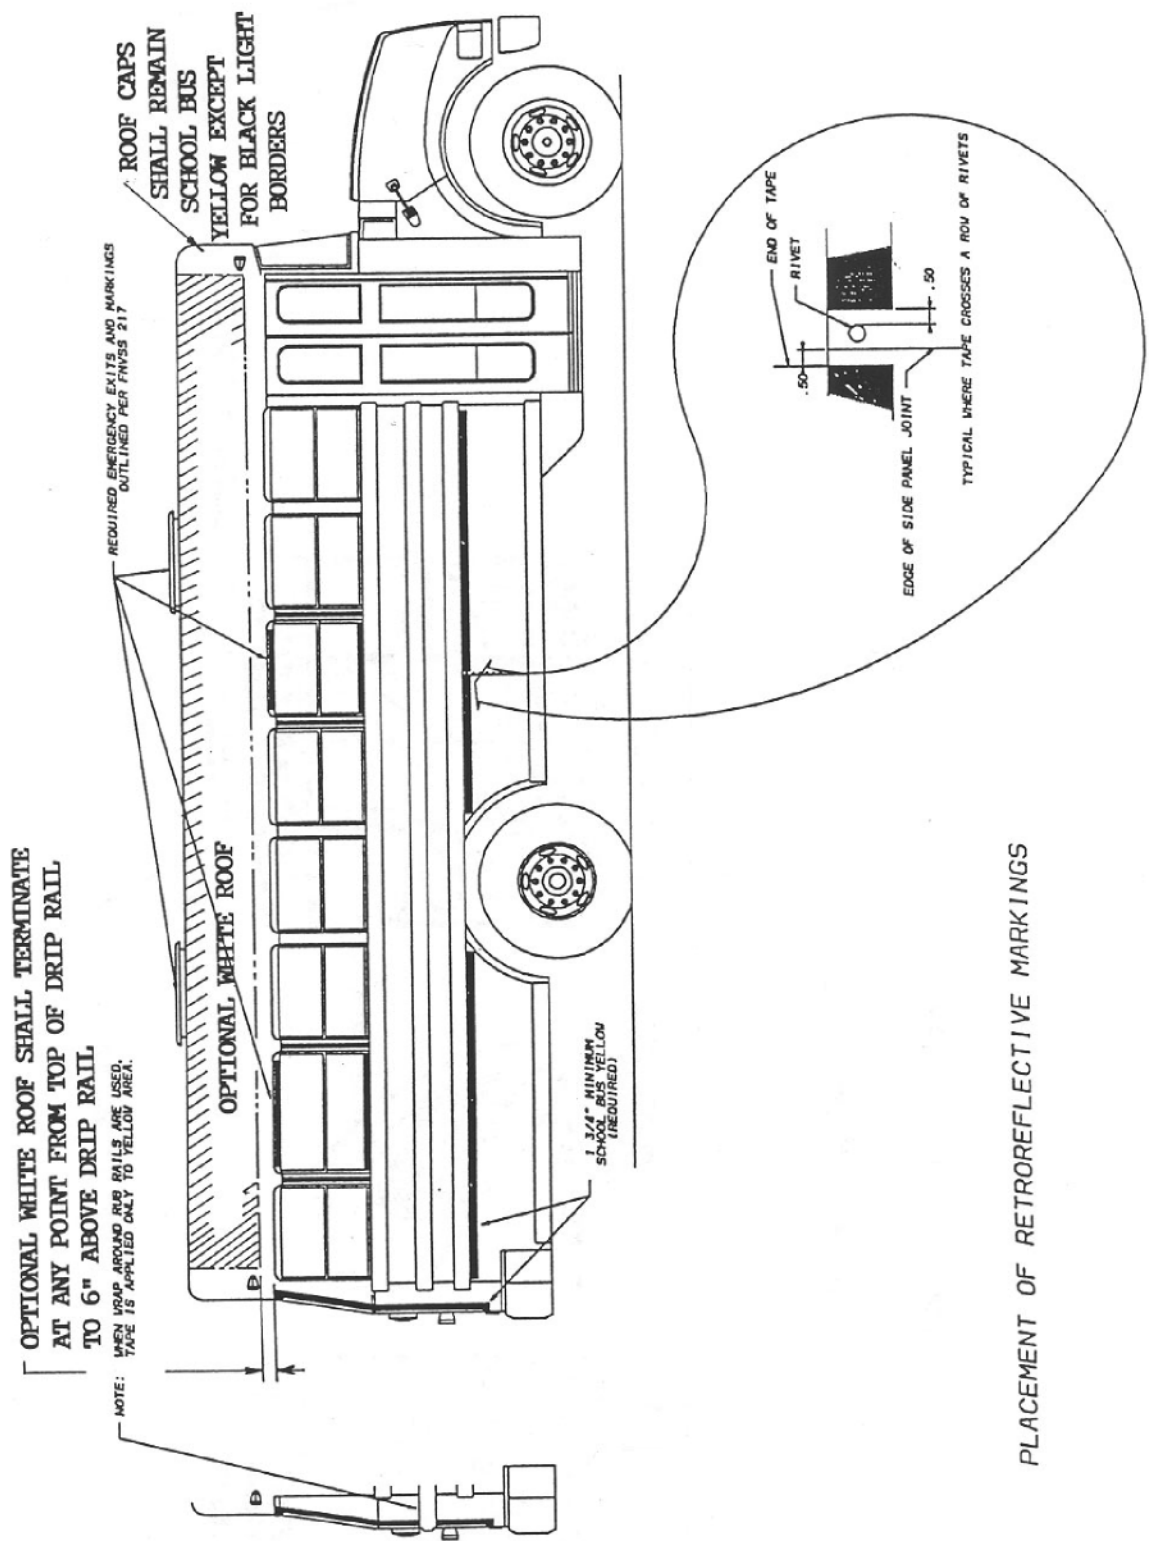 OPTIONAL WHITE ROOF SHALL TERMINATE
AT ANY POINT FROM TOP OF DRIP RAIL
TO 6" ABOVE DRIP RAIL
NOTE: WHEN WRAP AROUND RUB RAILS ARE USED,
TAPE IS APPLIED ONLY TO YELLOW AREA.
REQUIRED EMERGENCY EXITS AND MARKINGS
OUTLINED PER FMVSS 217
ROOF CAPS
SHALL REMAIN
SCHOOL BUS
YELLOW EXCEPT
FOR BLACK LIGHT
BORDERS
OPTIONAL WHITE ROOF
1 3/4" MINIMUM
SCHOOL BUS YELLOW
(REQUIRED)
END OF TAPE
RIVET
.50
.50
EDGE OF SIDE PANEL JOINT
TYPICAL WHERE TAPE CROSSES A ROW OF RIVETS
PLACEMENT OF RETROREFLECTIVE MARKINGS